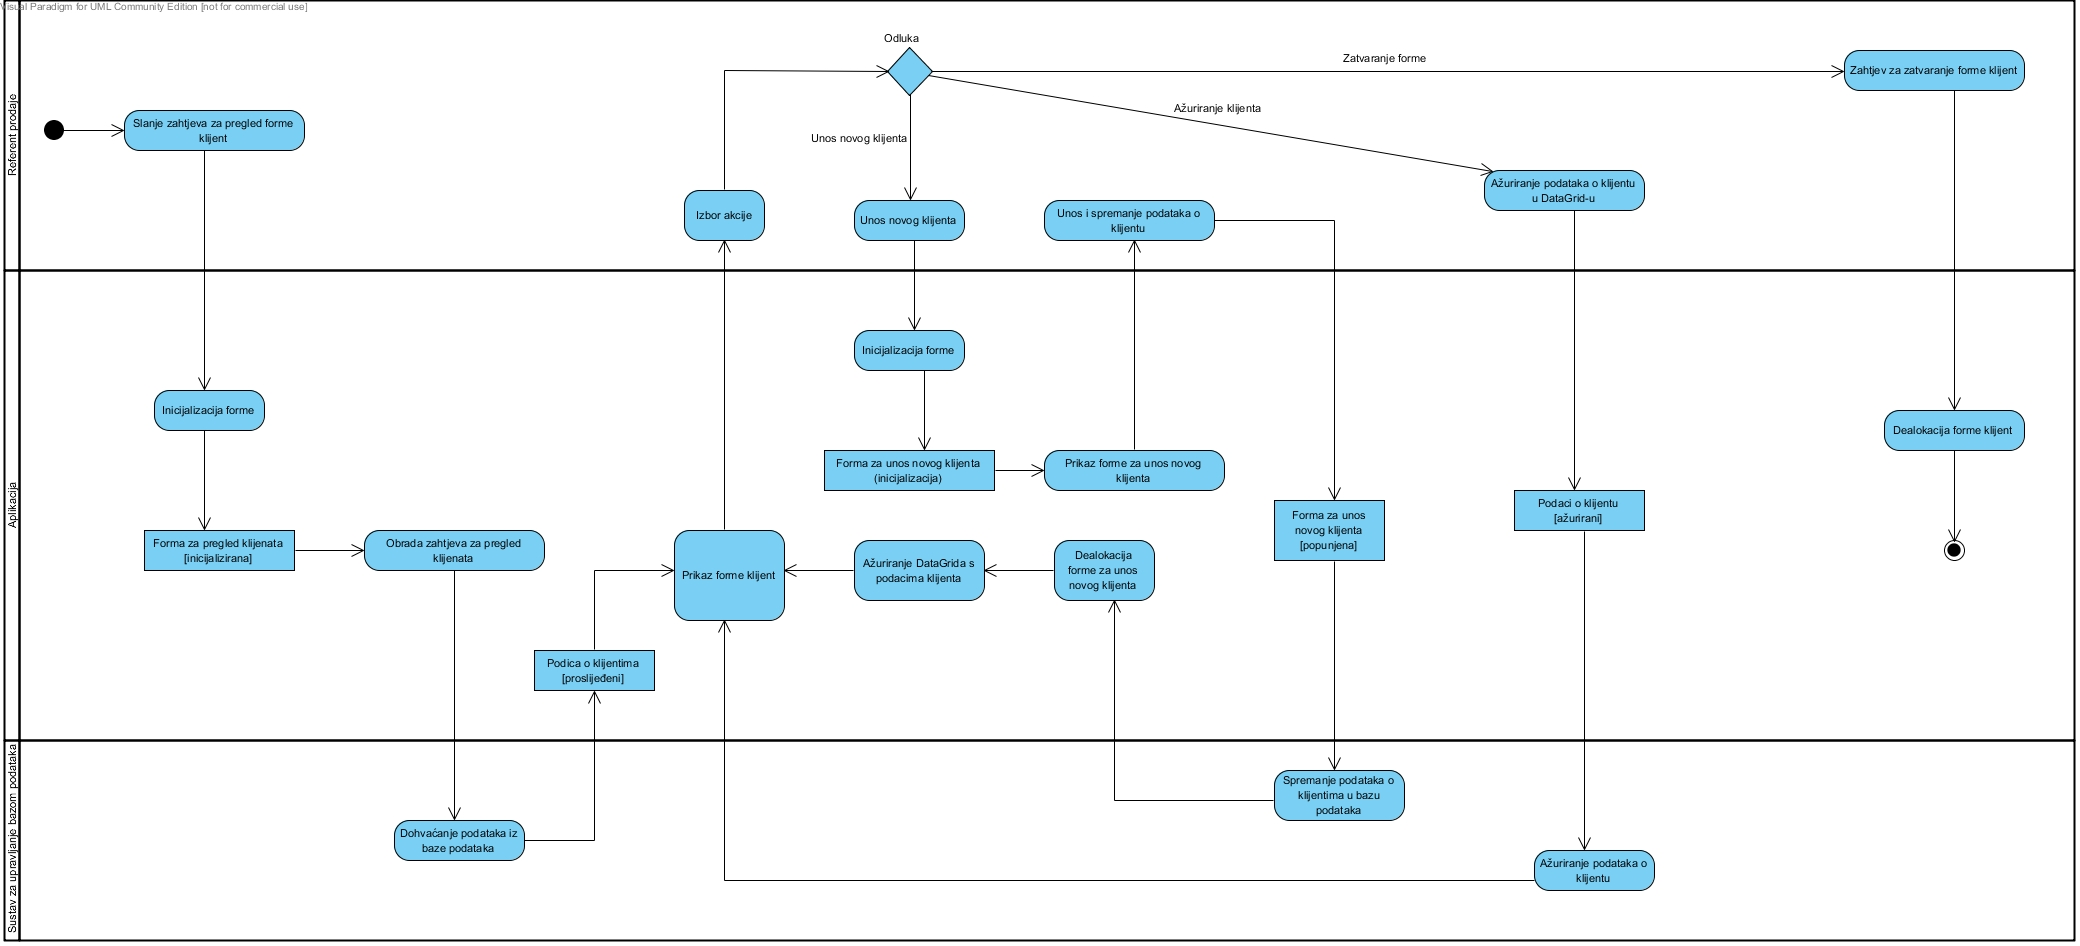 Visual Paradigm for UML Community Edition [not for commercial use]
Referent prodaje
Odluka
Zatvaranje forme
Zahtjev za zatvaranje forme klijent
Ažuriranje klijenta
Slanje zahtjeva za pregled forme
klijent
Unos novog klijenta
Ažuriranje podataka o klijentu
u DataGrid-u
Izbor akcije
Unos novog klijenta
Unos i spremanje podataka o
klijentu
Aplikacija
Inicijalizacija forme
Inicijalizacija forme
Dealokacija forme klijent
Forma za unos novog klijenta
(inicijalizacija)
Prikaz forme za unos novog
klijenta
Forma za unos
novog klijenta
[popunjena]
Podaci o klijentu
[ažurirani]
Forma za pregled klijenata
[inicijalizirana]
Obrada zahtjeva za pregled
klijenata
Prikaz forme klijent
Ažuriranje DataGrida s
podacima klijenta
Dealokacija
forme za unos
novog klijenta
Podica o klijentima
[proslijeđeni]
Sustav za upravljanje bazom podataka
Spremanje podataka o
klijentima u bazu
podataka
Dohvaćanje podataka iz
baze podataka
Ažuriranje podataka o
klijentu